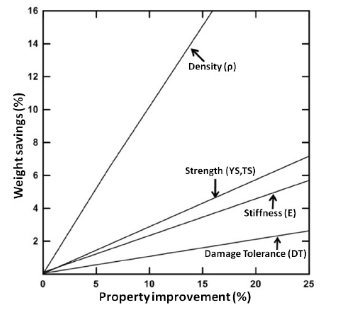 16
14
12
10
8
6
4
2
Weight savings (%)
Density (ρ)
Strength (YS,TS)
Stiffness (E)
Damage Tolerance (DT)
0 5 10 15 20 25
Property improvement (%)